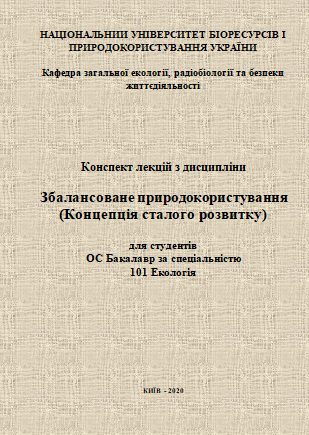 НАЦІОНАЛЬНИЙ УНІВЕРСИТЕТ БІОРЕСУРСІВ І
ПРИРОДОКОРИСТУВАННЯ УКРАЇНИ
Кафедра загальної екології, радіобіології та безпеки
життєдіяльності
Конспект лекцій з дисципліни
Збалансоване природокористування
(Концепція сталого розвитку)
для студентів
ОС Бакалавр за спеціальністю
101 Екологія
КИЇВ - 2020